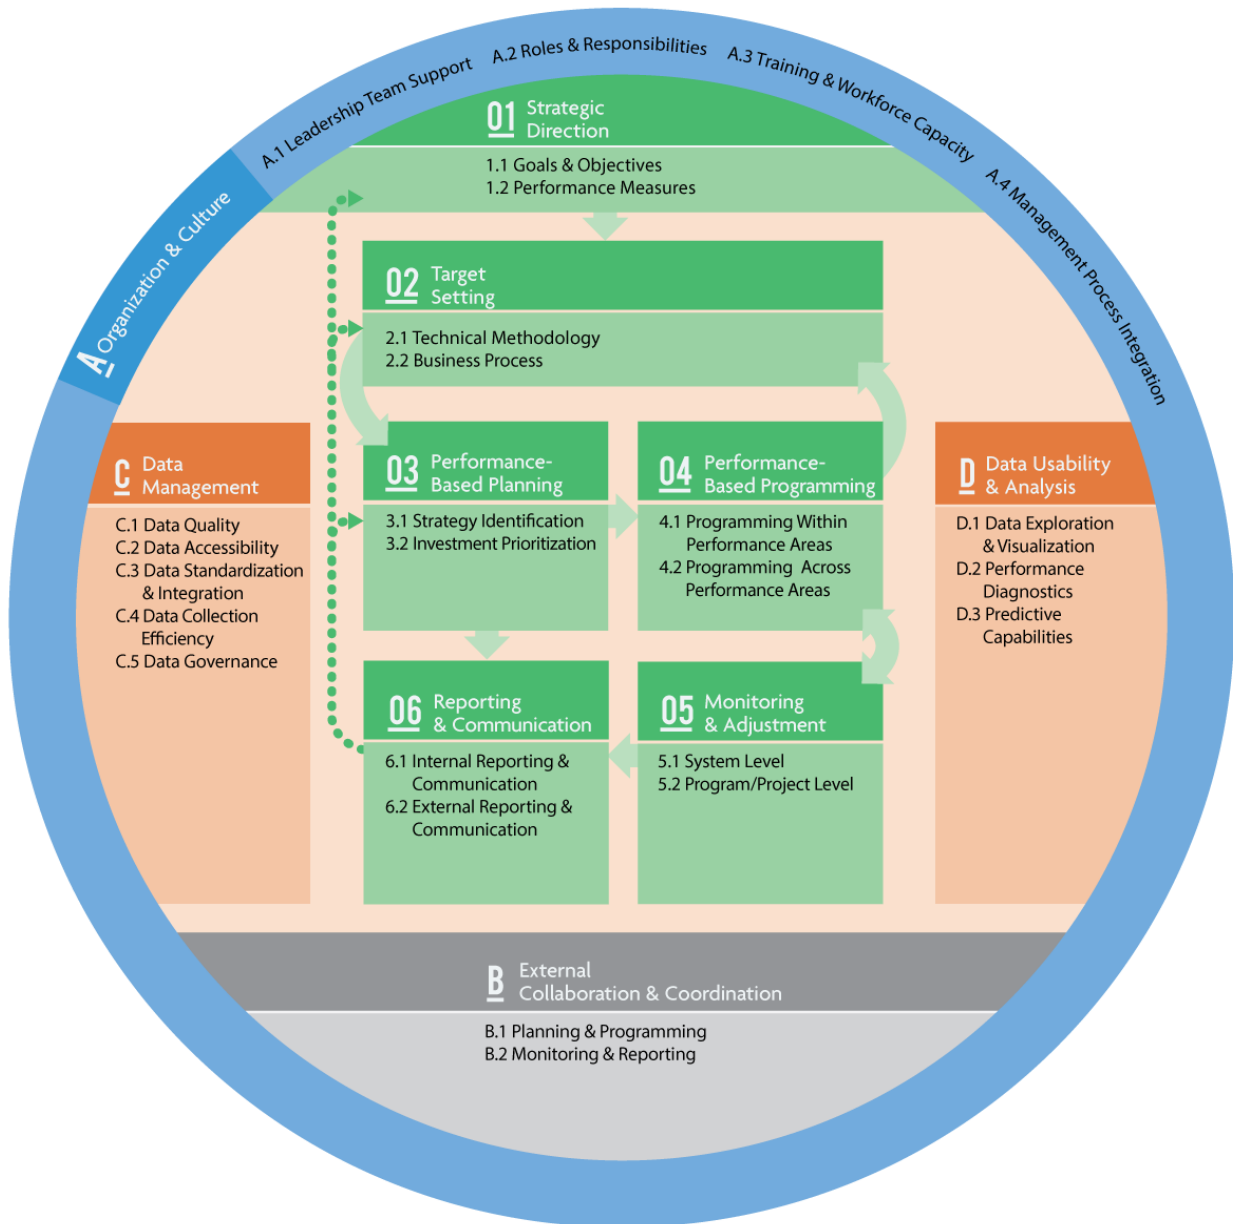 A.1 Leadership Team Support
A.2 Roles & Responsibilities
A.3 Training & Workforce Capacity
A.4 Management Process Integration
A Organization & Culture
01 Strategic
Direction
1.1 Goals & Objectives
1.2 Performance Measures
02 Target
Setting
2.1 Technical Methodology
2.2 Business Process
C Data
Management
C.1 Data Quality
C.2 Data Accessibility
C.3 Data Standardization
& Integration
C.4 Data Collection
Efficiency
C.5 Data Governance
03 Performance-
Based Planning
3.1 Strategy Identification
3.2 Investment Prioritization
04 Performance-
Based Programming
4.1 Programming Within
Performance Areas
4.2 Programming Across
Performance Areas
D Data Usability
& Analysis
D.1 Data Exploration
& Visualization
D.2 Performance
Diagnostics
D.3 Predictive
Capabilities
06 Reporting
& Communication
6.1 Internal Reporting &
Communication
6.2 External Reporting &
Communication
05 Monitoring
& Adjustment
5.1 System Level
5.2 Program/Project Level
B External
Collaboration & Coordination
B.1 Planning & Programming
B.2 Monitoring & Reporting